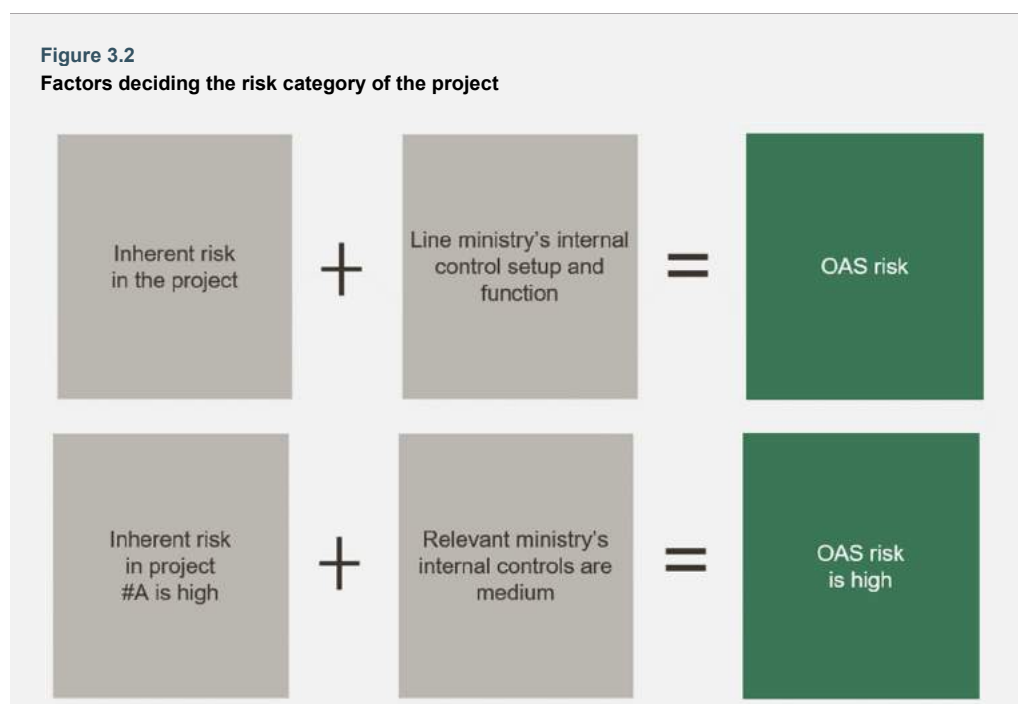 Figure 3.2
Factors deciding the risk category of the project
Inherent risk
in the project
+
Line ministry's internal
control setup and
function
=
OAS risk
Inherent risk
in project
#A is high
+
Relevant ministry's
internal controls are
medium
=
OAS risk
is high